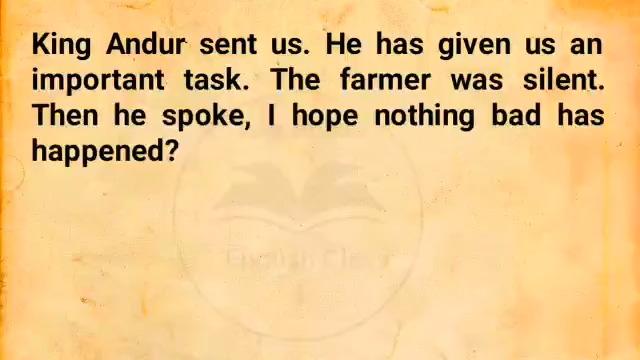 King Andur sent us. He has given us an
important task. The farmer was silent.
Then he spoke, I hope nothing bad has
happened?